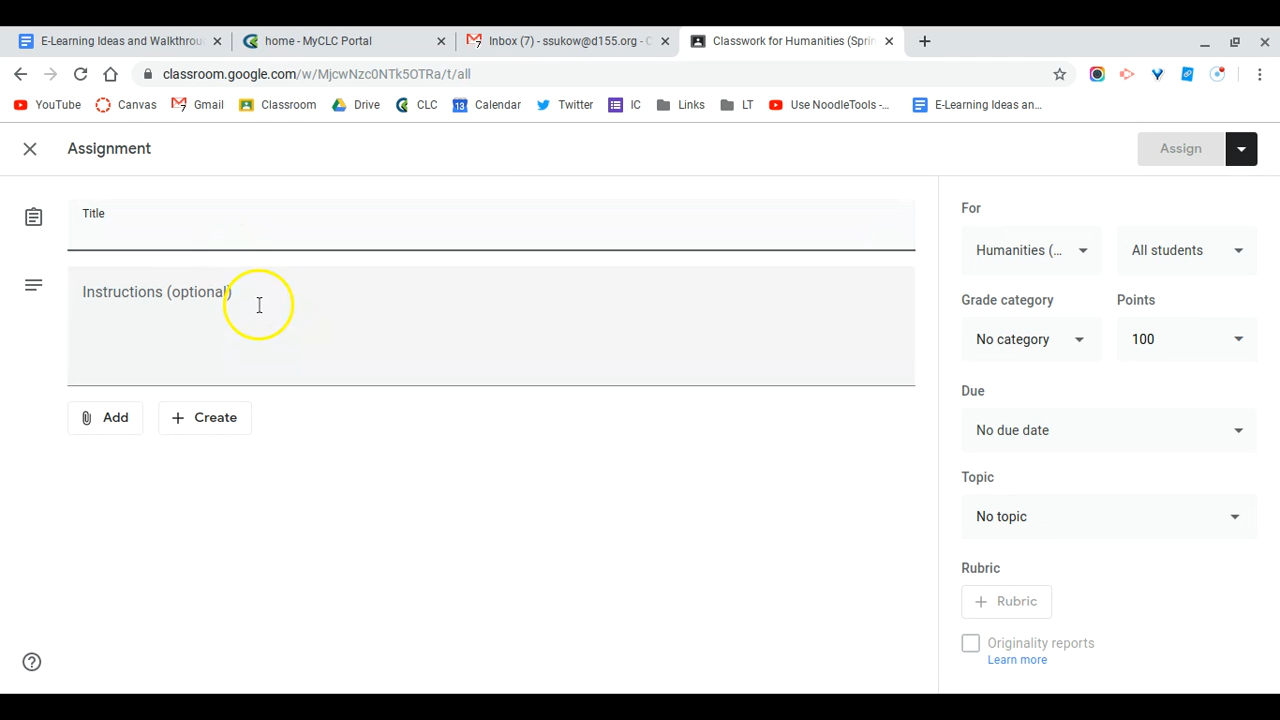 E-Learning Ideas and Walkthrou
home - MyCLC Portal
Inbox (7) - ssukow@d155.org - C
Classwork for Humanities (Sprin
classroom.google.com/w/MjcwNzc0NTk5OTRa/t/all
YouTube
Canvas
Gmail
Classroom
Drive
CLC
13
Calendar
Twitter
IC
Links
LT
Use NoodleTools -...
E-Learning Ideas an...
Assignment
Assign
Title
Instructions (optional)
Add
Create
For
Humanities (...
All students
Grade category
Points
No category
100
Due
No due date
Topic
No topic
Rubric
+ Rubric
Originality reports
Learn more